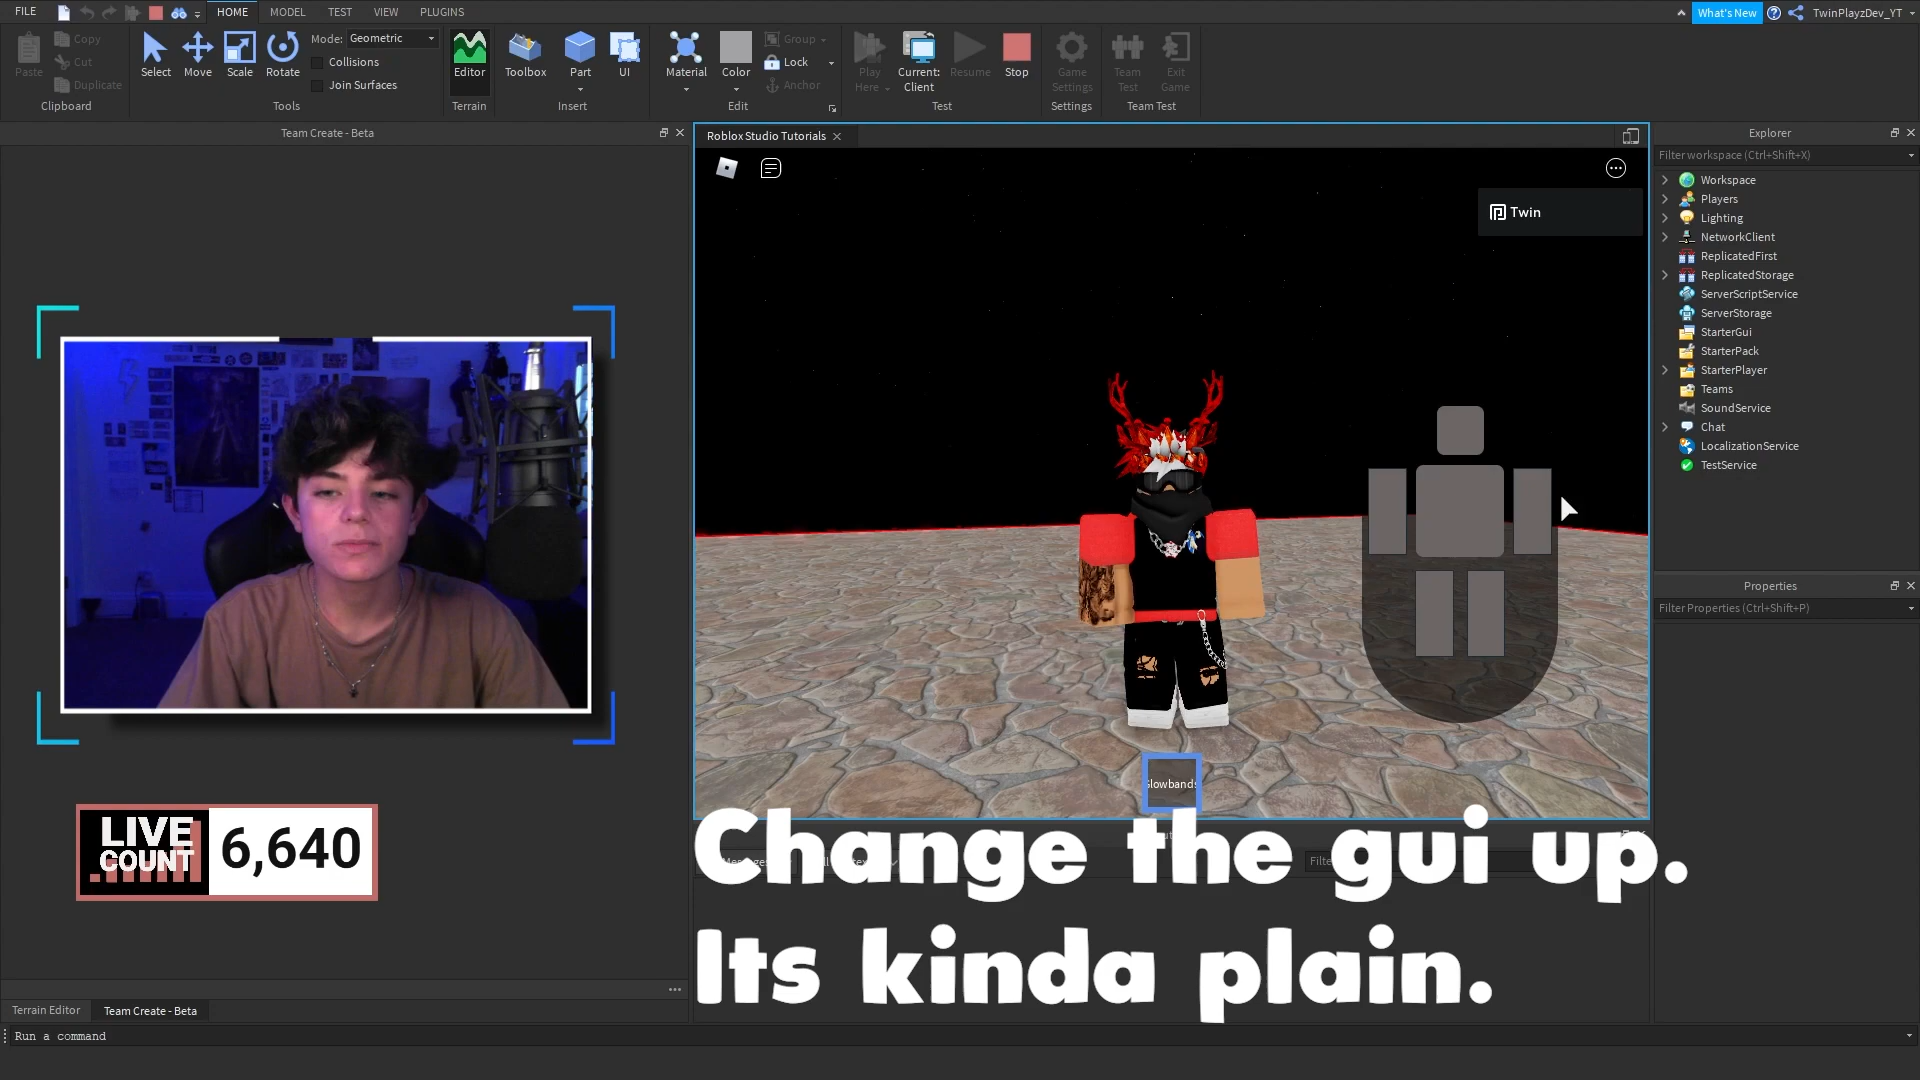 FILE HOME MODEL TEST VIEW PLUGINS What's New TwinPlayzDev_YT
Paste Copy Cut Duplicate Clipboard
Select Move Scale Rotate Mode: Geometric Collisions Join Surfaces Tools
Editor Terrain
Toolbox Part UI Insert
Material Color Group Lock Anchor Edit
Play Here Current: Client Resume Stop Test
Game Settings Settings
Team Test Exit Game Team Test
Team Create - Beta
Roblox Studio Tutorials
Twin
Glowbands
LIVE COUNT 6,640
Change the gui up.
Its kinda plain.
Explorer
Filter workspace (Ctrl+Shift+X)
Workspace
Players
Lighting
NetworkClient
ReplicatedFirst
ReplicatedStorage
ServerScriptService
ServerStorage
StarterGui
StarterPack
StarterPlayer
Teams
SoundService
Chat
LocalizationService
TestService
Properties
Filter Properties (Ctrl+Shift+P)
Terrain Editor Team Create - Beta
Run a command